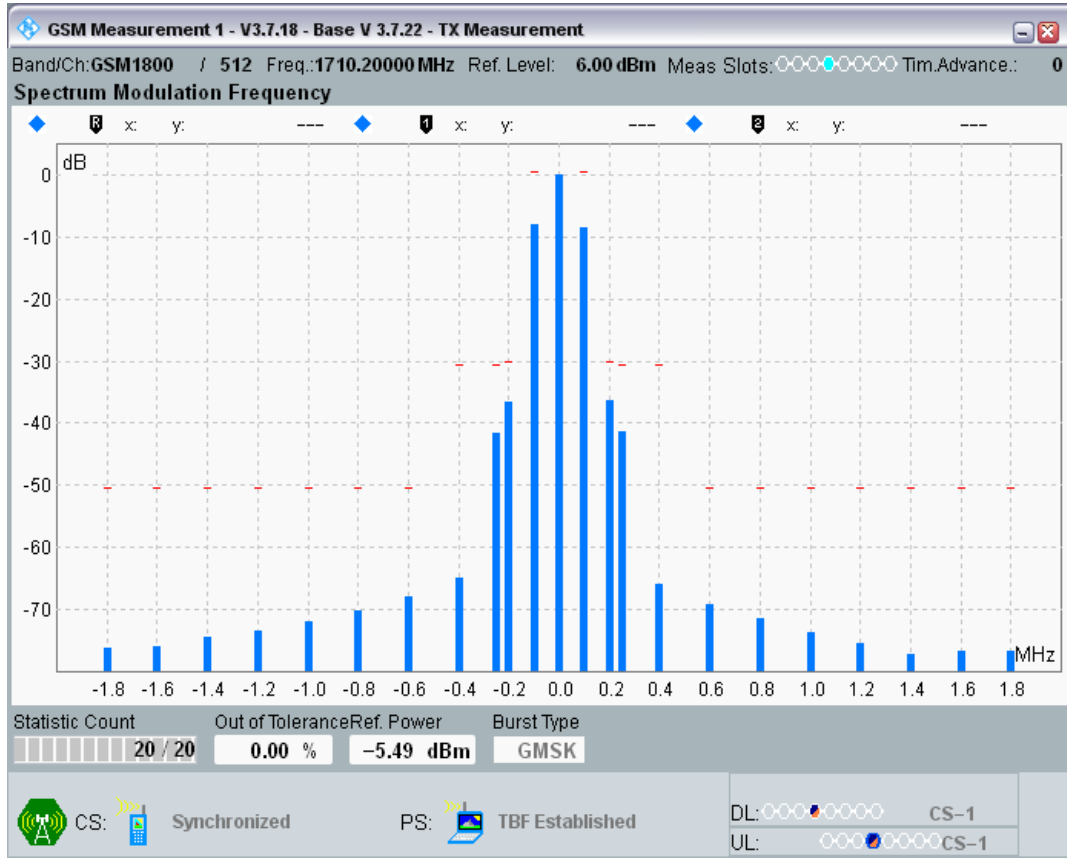 GSM Measurement 1 - V3.7.18 - Base V 3.7.22 - TX Measurement
Band/Ch:GSM1800 / 512 Freq.:1710.20000 MHz Ref. Level: 6.00 dBm Meas Slots: Tim.Advance.: 0
Spectrum Modulation Frequency
R x: y: --- 1 x: y: --- 2 x: y: ---
dB
0
-10
-20
-30
-40
-50
-60
-70
MHz
-1.8 -1.6 -1.4 -1.2 -1.0 -0.8 -0.6 -0.4 -0.2 0.0 0.2 0.4 0.6 0.8 1.0 1.2 1.4 1.6 1.8
Statistic Count Out of Tolerance Ref. Power Burst Type
20 / 20 0.00 % −5.49 dBm GMSK
CS: Synchronized PS: TBF Established DL: CS−1
UL: CS−1